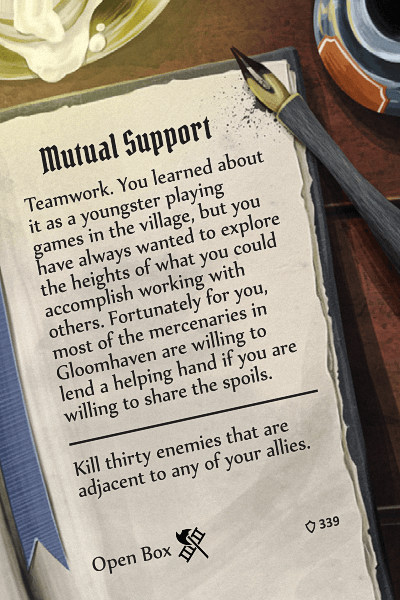 Mutual Support
Teamwork. You learned about
it as a youngster playing
games in the village, but you
have always wanted to explore
the heights of what you could
accomplish working with
others. Fortunately for you,
most of the mercenaries in
Gloomhaven are willing to
lend a helping hand if you are
willing to share the spoils.
Kill thirty enemies that are
adjacent to any of your allies.
Open Box
339